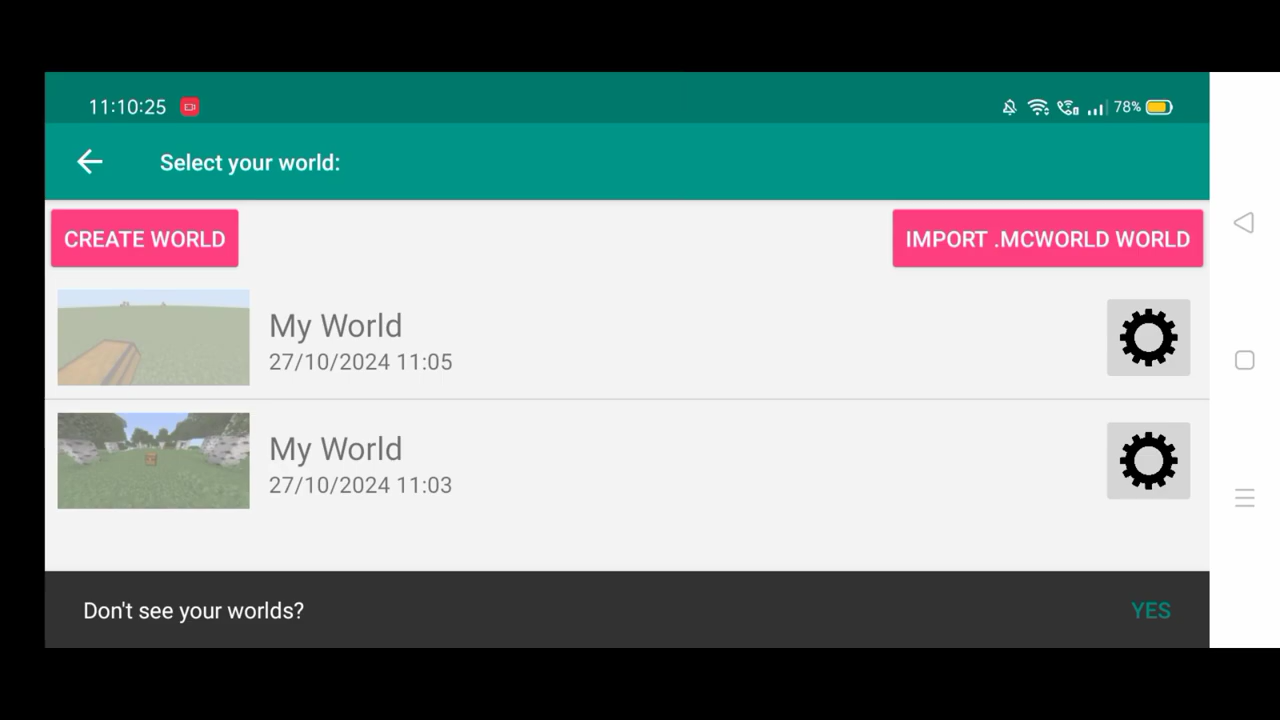 11:10:25 78%
Select your world:
CREATE WORLD IMPORT .MCWORLD WORLD
My World
27/10/2024 11:05
My World
27/10/2024 11:03
Don't see your worlds? YES